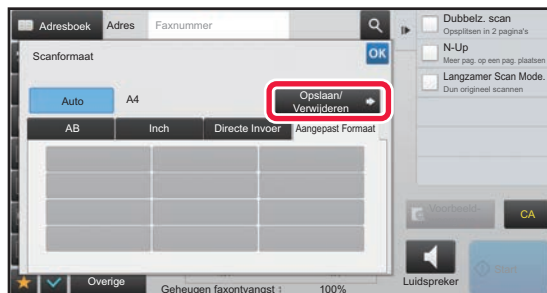 Adresboek Adres Faxnummer
Dubbelz. scan
Opsplitsen in 2 pagina's
N-Up
Meer pag. op een pag. plaatsen
Langzamer Scan Mode.
Dun origineel scannen
Scanformaat OK
Auto A4 Opslaan/
Verwijderen
AB Inch Directe Invoer Aangepast Formaat
Voorbeeld- CA
Start
Overige
Geheugen faxontvangst : 100%
Luidspreker